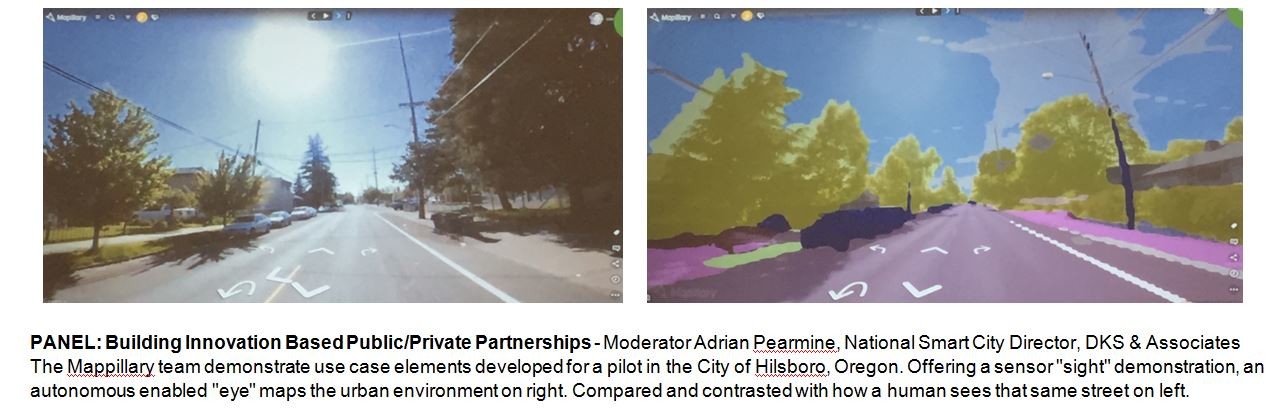 Mapillary
Mapillary
Mapillary
PANEL: Building Innovation Based Public/Private Partnerships - Moderator Adrian Pearmine, National Smart City Director, DKS & Associates
The Mappillary team demonstrate use case elements developed for a pilot in the City of Hilsboro, Oregon. Offering a sensor "sight" demonstration, an
autonomous enabled "eye" maps the urban environment on right. Compared and contrasted with how a human sees that same street on left.